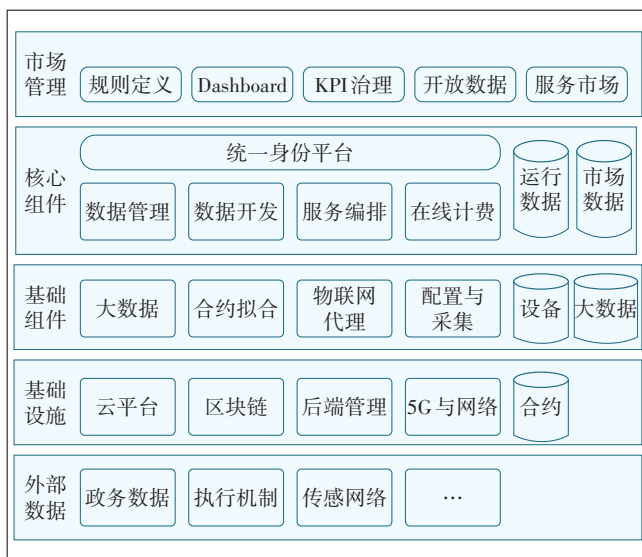 市场
管理
规则定义
Dashboard
KPI治理
开放数据
服务市场
核心
组件
统一身份平台
数据管理
数据开发
服务编排
在线计费
运行
数据
市场
数据
基础
组件
大数据
合约拟合
物联网
代理
配置与
采集
设备
大数据
基础
设施
云平台
区块链
后端管理
5G与网络
合约
外部
数据
政务数据
执行机制
传感网络
…